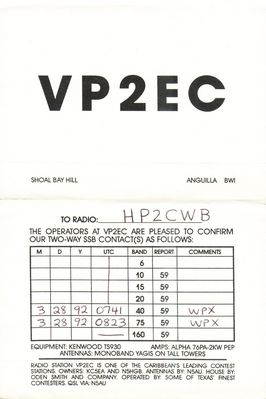 VP2EC
SHOAL BAY HILL ANGUILLA BWI
TO RADIO: HP2CWB
THE OPERATORS AT VP2EC ARE PLEASED TO CONFIRM
OUR TWO-WAY SSB CONTACT(S) AS FOLLOWS:
M D Y UTC BAND REPORT COMMENTS
6
10 59
15 59
20 59
3 28 92 0741 40 59 WPX
3 28 92 0823 75 59 WPX
160 59
EQUIPMENT: KENWOOD TS930 AMPS: ALPHA 76PA-2KW PEP
ANTENNAS: MONOBAND YAGIS ON TALL TOWERS
RADIO STATION VP2EC IS ONE OF THE CARIBBEAN'S LEADING CONTEST
STATIONS. OWNERS: KC5EA AND N5HGB: ANTENNAS BY N5AU. HOUSE BY:
ODEN SMITH AND COMPANY. OPERATED BY: SOME OF TEXAS' FINEST
CONTESTERS. QSL VIA: N5AU